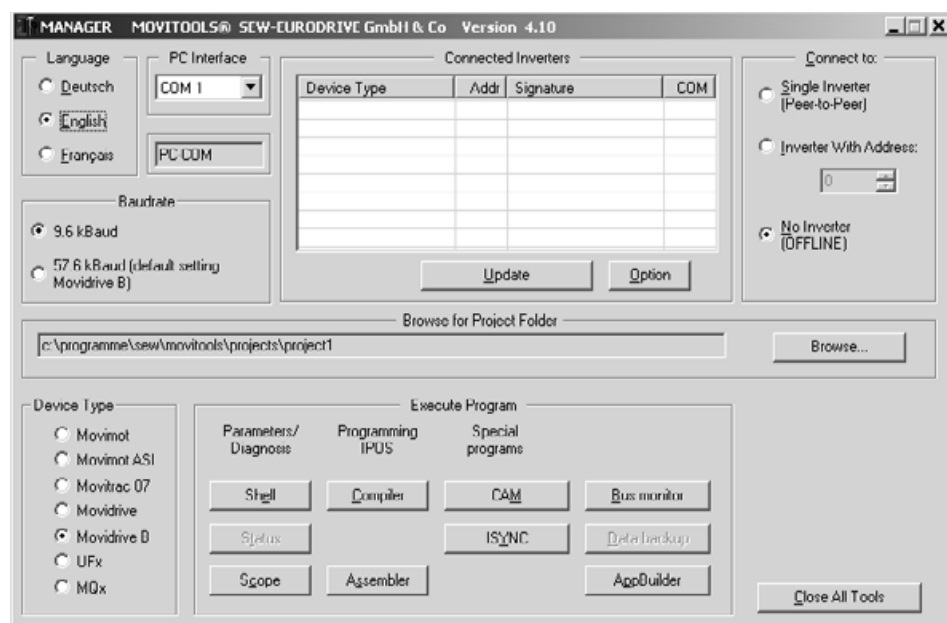 MANAGER MOVITOOLS® SEW-EURODRIVE GmbH & Co Version 4.10
Language
Deutsch
English
Français
PC Interface
COM 1
PC-COM
Baudrate
9.6 kBaud
57.6 kBaud (default setting
Movidrive B)
Connected Inverters
Device Type Addr Signature COM
Update Option
Connect to:
Single Inverter
(Peer-to-Peer)
Inverter With Address:
0
No Inverter
(OFFLINE)
Browse for Project Folder
c:\programme\sew\movitools\projects\project1
Browse...
Device Type
Movimot
Movimot ASI
Movitrac 07
Movidrive
Movidrive B
UFx
MQx
Execute Program
Parameters/
Diagnosis
Programming
IPOS
Special
programs
Shell Compiler CAM Bus monitor
Status ISYNC Data backup
Scope Assembler AppBuilder
Close All Tools